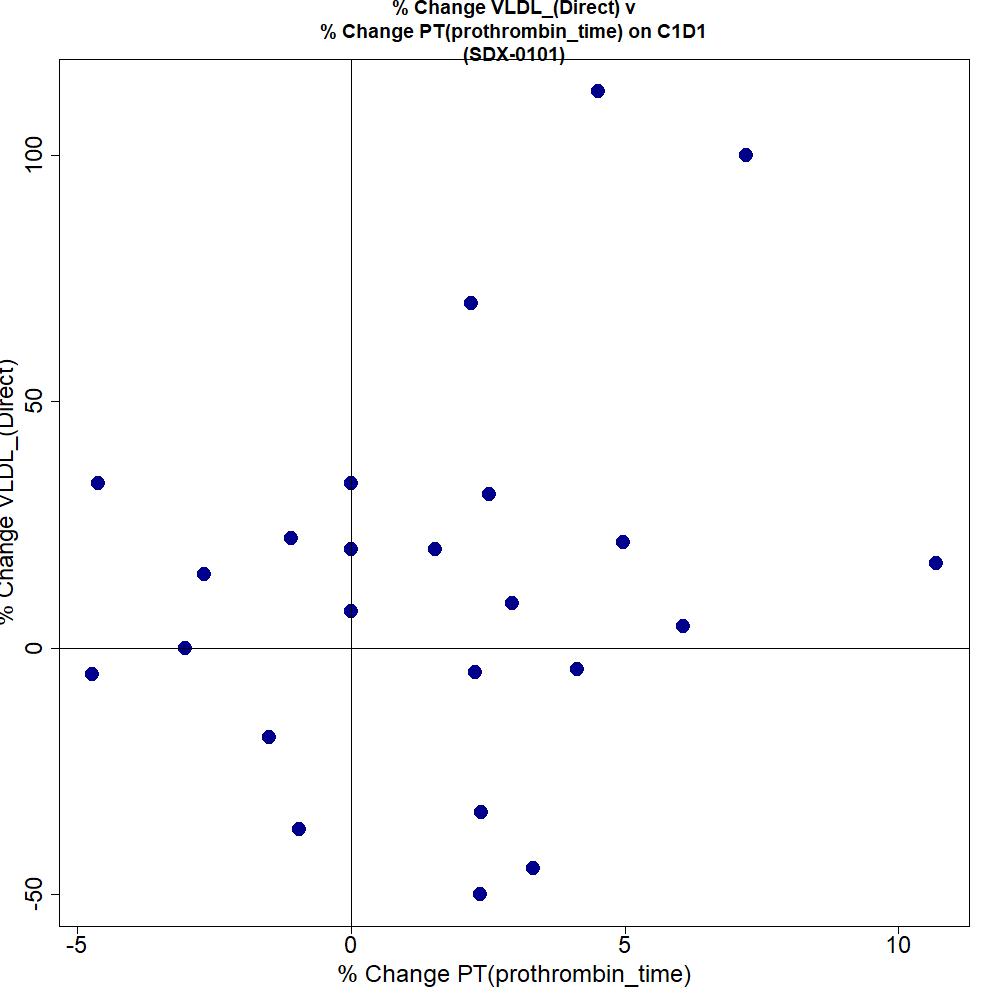 % Change VLDL_(Direct) v
% Change PT(prothrombin_time) on C1D1
(SDX-0101)
% Change VLDL_(Direct)
100
50
0
-50
-5
0
5
10
% Change PT(prothrombin_time)